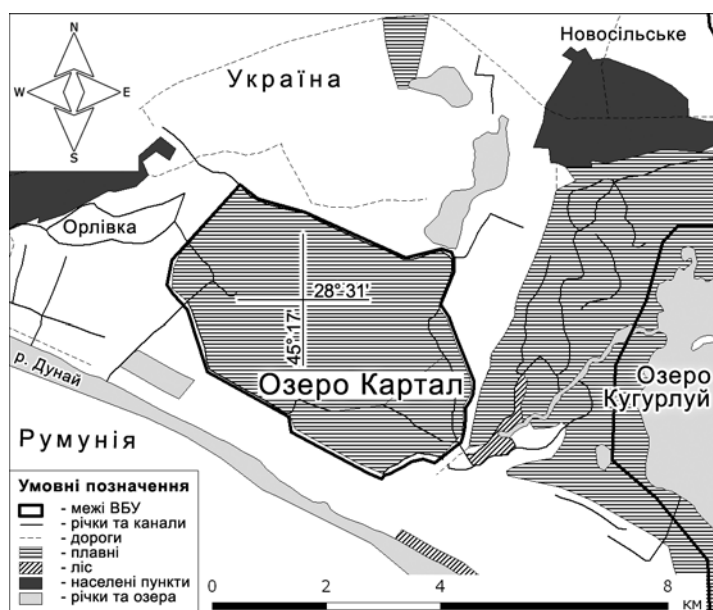 N
W
E
S
Україна
Новосільське
Орлівка
28° 31'
45° 17'
Озеро Картал
Озеро
Кугурлуй
р. Дунай
Румунія
Умовні позначення
- межі ВБУ
- річки та канали
- дороги
- плавні
- ліс
- населені пункти
- річки та озера
0 2 4 8
км